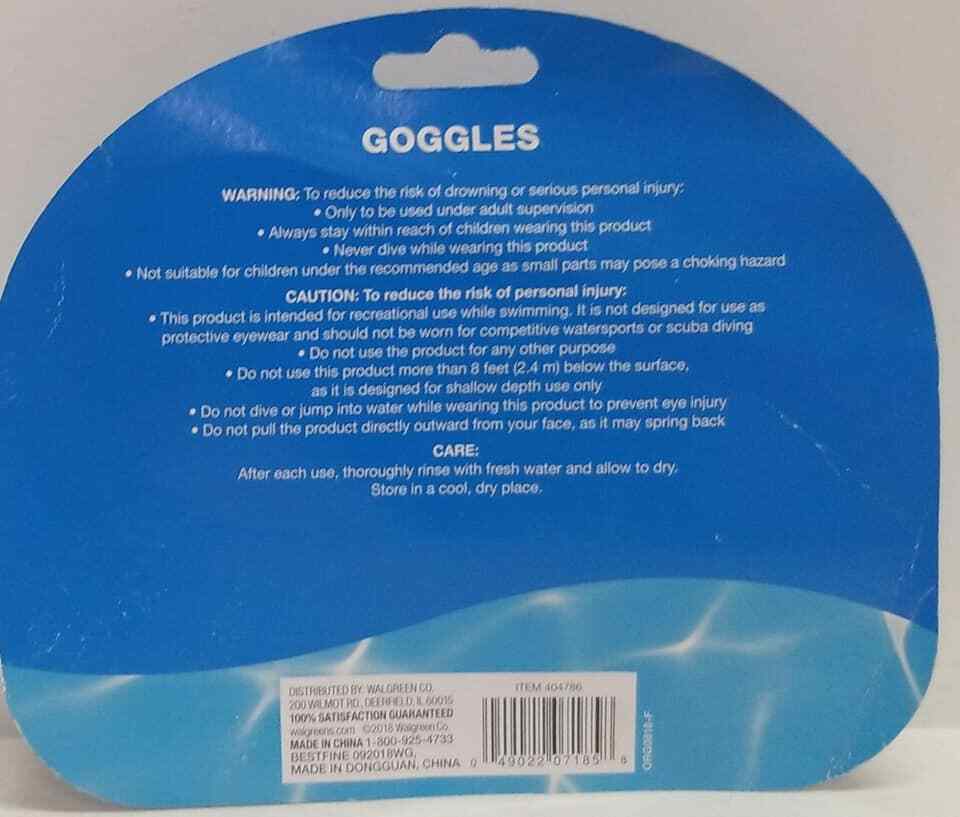 GOGGLES
WARNING: To reduce the risk of drowning or serious personal injury:
• Only to be used under adult supervision
• Always stay within reach of children wearing this product
• Never dive while wearing this product
• Not suitable for children under the recommended age as small parts may pose a choking hazard
CAUTION: To reduce the risk of personal injury:
• This product is intended for recreational use while swimming. It is not designed for use as
protective eyewear and should not be worn for competitive watersports or scuba diving
• Do not use the product for any other purpose
• Do not use this product more than 8 feet (2.4 m) below the surface,
as it is designed for shallow depth use only
• Do not dive or jump into water while wearing this product to prevent eye injury
• Do not pull the product directly outward from your face, as it may spring back
CARE:
After each use, thoroughly rinse with fresh water and allow to dry.
Store in a cool, dry place.
DISTRIBUTED BY: WALGREEN CO.
200 WILMOT RD., DEERFIELD, IL 60015
100% SATISFACTION GUARANTEED
walgreens.com ©2018 Walgreen Co.
MADE IN CHINA 1-800-925-4733
BESTFINE 092018WG,
MADE IN DONGGUAN, CHINA
ITEM 404786
0 49022 07185 8
ORG0818-F